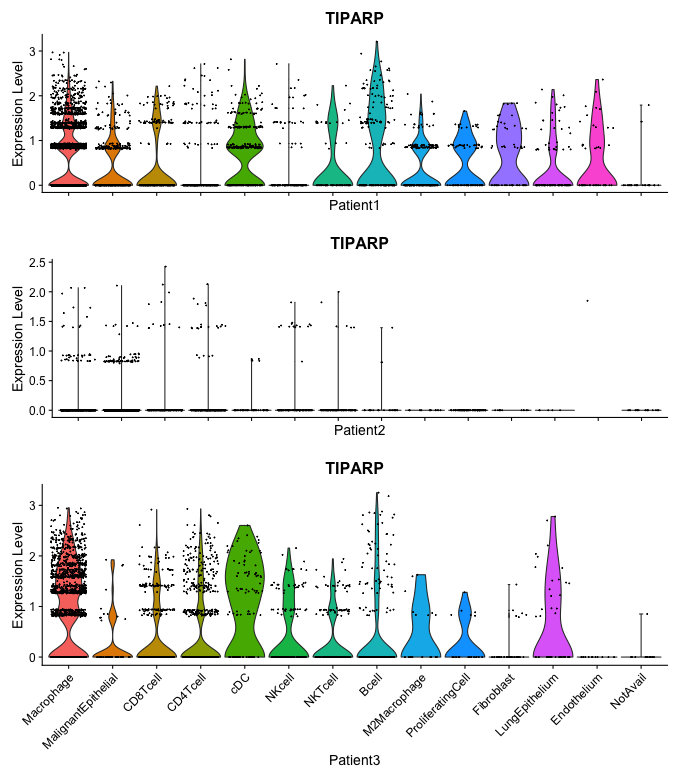 TIPARP
Expression Level
3
2
1
0
Patient1
TIPARP
Expression Level
2.5
2.0
1.5
1.0
0.5
0.0
Patient2
TIPARP
Expression Level
3
2
1
0
Macrophage
MalignantEpithelial
CD8Tcell
CD4Tcell
cDC
NKcell
NKTcell
Bcell
M2Macrophage
ProliferatingCell
Fibroblast
LungEpithelium
Endothelium
NotAvail
Patient3